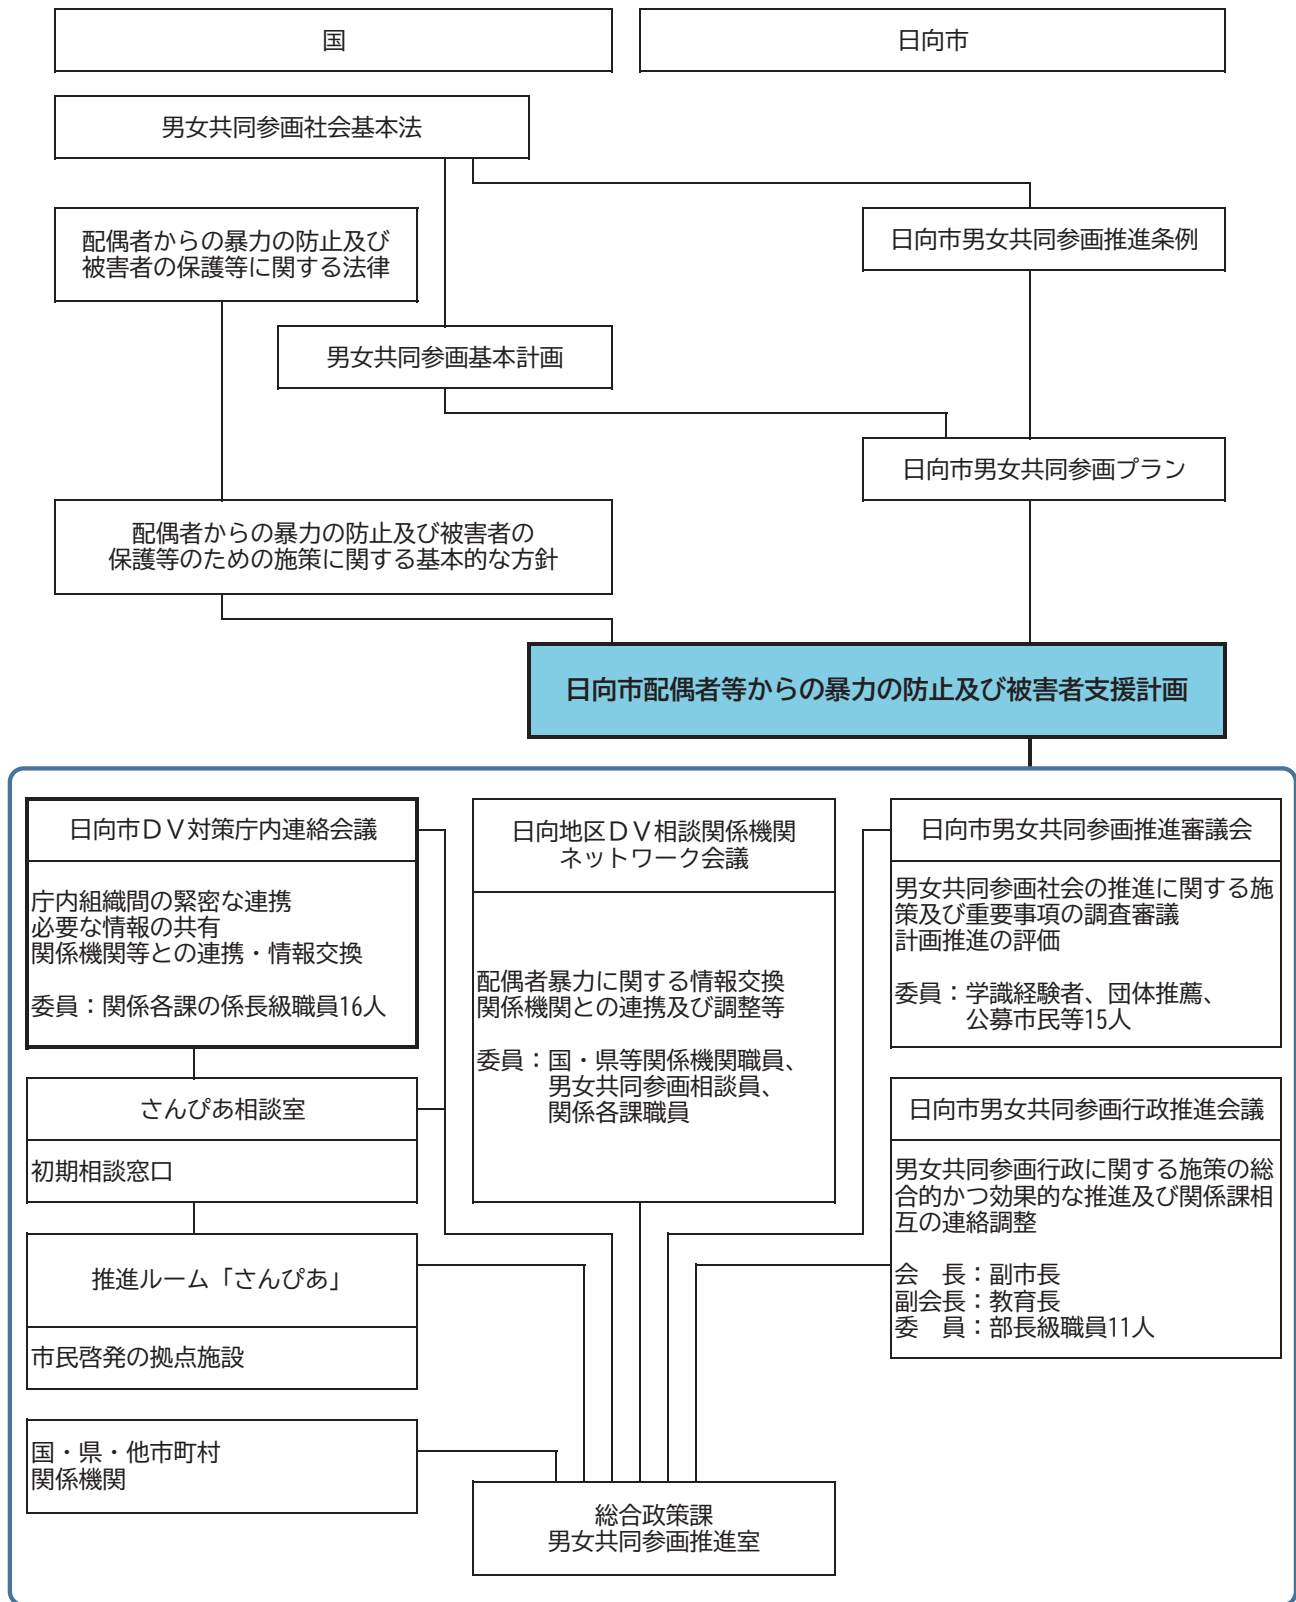 国
日向市
男女共同参画社会基本法
配偶者からの暴力の防止及び
被害者の保護等に関する法律
日向市男女共同参画推進条例
男女共同参画基本計画
日向市男女共同参画プラン
配偶者からの暴力の防止及び被害者の
保護等のための施策に関する基本的な方針
日向市配偶者等からの暴力の防止及び被害者支援計画
日向市ＤＶ対策庁内連絡会議
庁内組織間の緊密な連携
必要な情報の共有
関係機関等との連携・情報交換
委員：関係各課の係長級職員16人
さんぴあ相談室
初期相談窓口
推進ルーム「さんぴあ」
市民啓発の拠点施設
国・県・他市町村
関係機関
日向地区ＤＶ相談関係機関
ネットワーク会議
配偶者暴力に関する情報交換
関係機関との連携及び調整等
委員：国・県等関係機関職員、
男女共同参画相談員、
関係各課職員
日向市男女共同参画推進審議会
男女共同参画社会の推進に関する施
策及び重要事項の調査審議
計画推進の評価
委員：学識経験者、団体推薦、
公募市民等15人
日向市男女共同参画行政推進会議
男女共同参画行政に関する施策の総
合的かつ効果的な推進及び関係課相
互の連絡調整
会　長：副市長
副会長：教育長
委　員：部長級職員11人
総合政策課
男女共同参画推進室